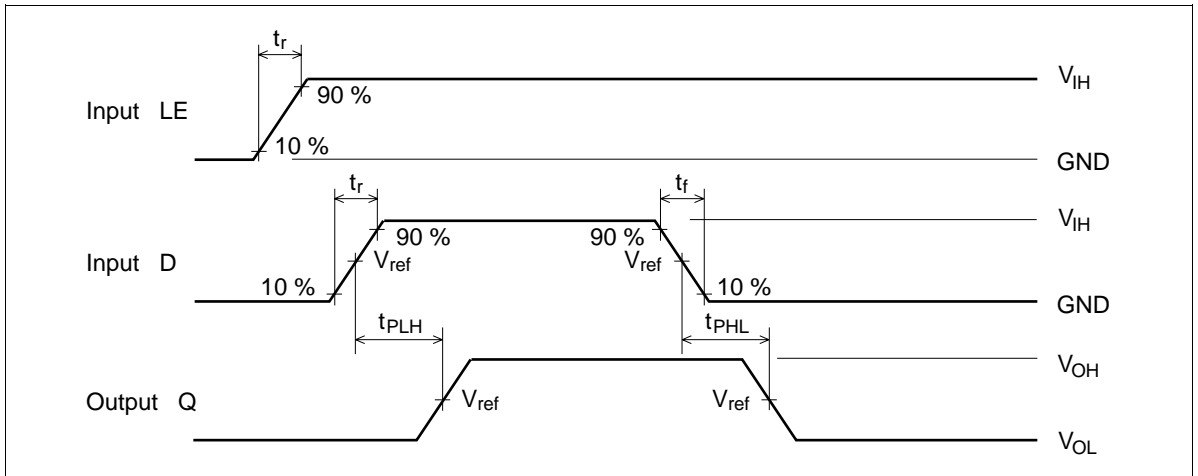 tr
VIH
90 %
Input LE
10 %
GND
tr
tf
VIH
90 %
90 %
Input D
Vref
Vref
10 %
10 %
GND
tPLH
tPHL
VOH
Output Q
Vref
Vref
VOL